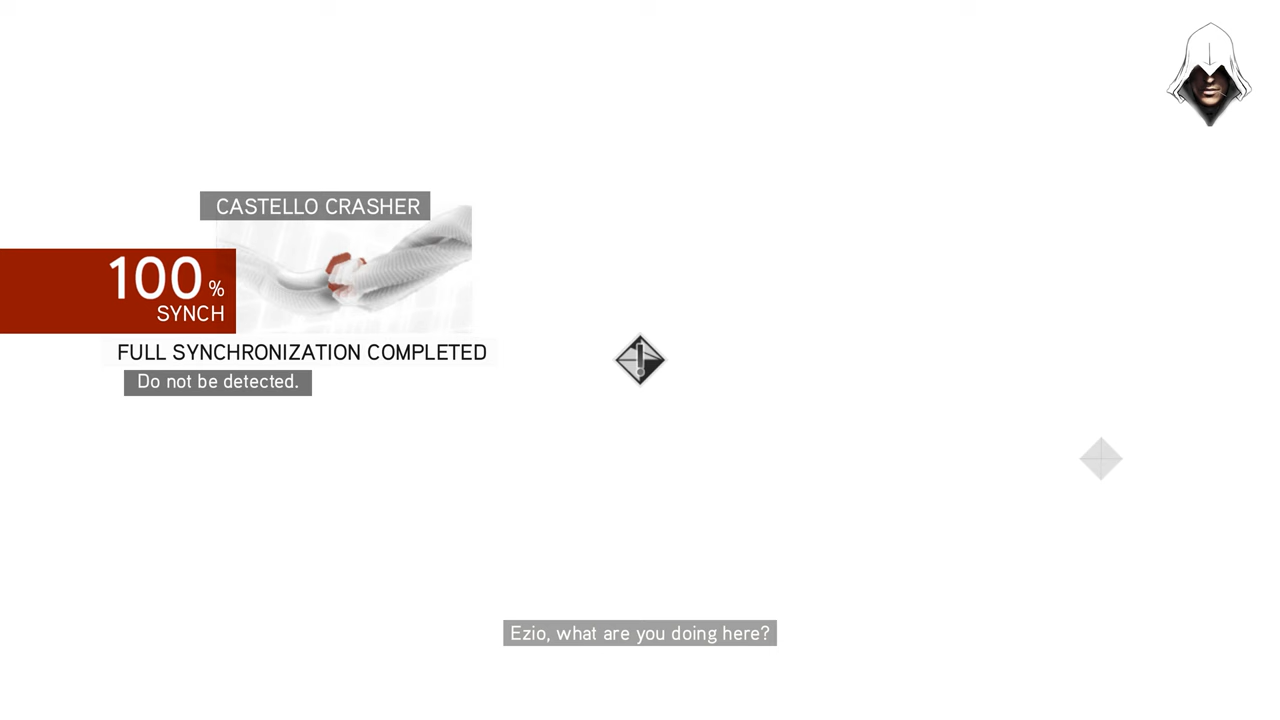 CASTELLO CRASHER
100 %
SYNCH
FULL SYNCHRONIZATION COMPLETED
Do not be detected.
Ezio, what are you doing here?